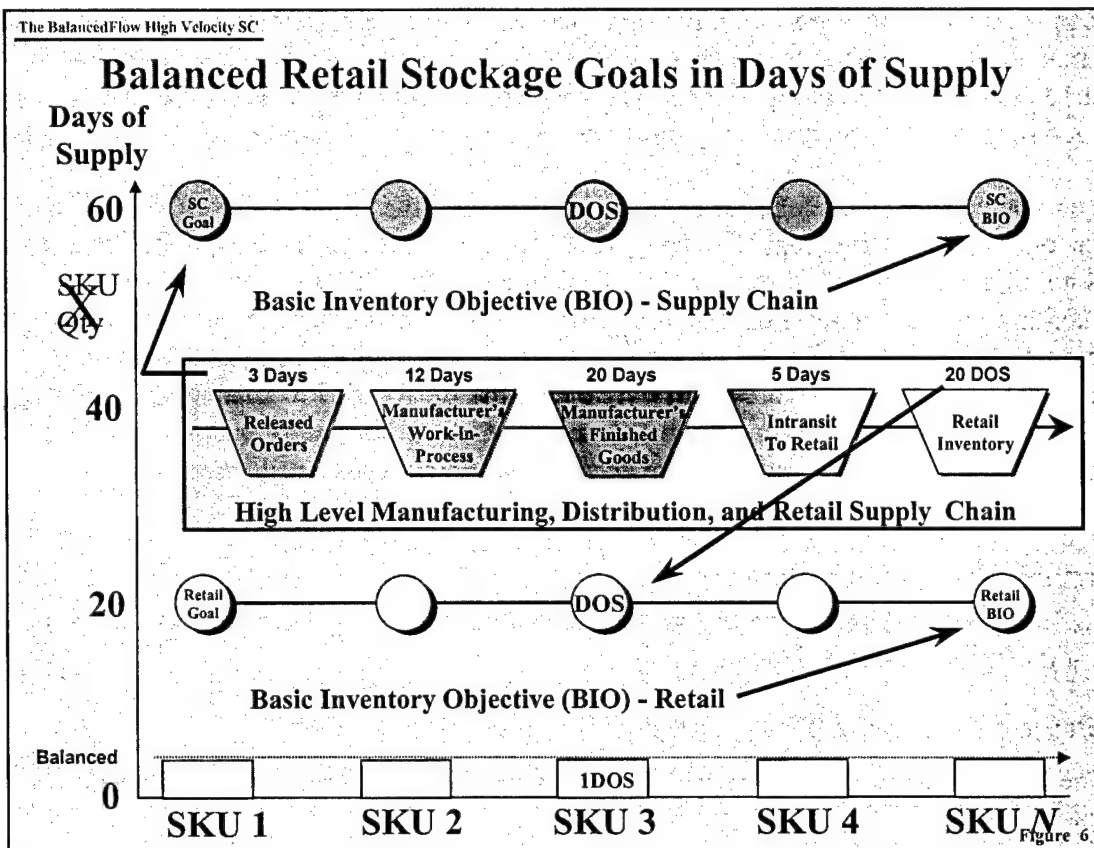 The BalancedFlow High Velocity SC
Balanced Retail Stockage Goals in Days of Supply
Days of
Supply
60
SC
Goal
DOS
SC
BIO
SKU
Qty
Basic Inventory Objective (BIO) - Supply Chain
3 Days
12 Days
20 Days
5 Days
20 DOS
40
Released
Orders
Manufacturer's
Work-In-
Process
Manufacturer's
Finished
Goods
Intransit
To Retail
Retail
Inventory
High Level Manufacturing, Distribution, and Retail Supply Chain
20
Retail
Goal
DOS
Retail
BIO
Basic Inventory Objective (BIO) - Retail
Balanced
0
1DOS
SKU 1
SKU 2
SKU 3
SKU 4
SKU N
Figure 6